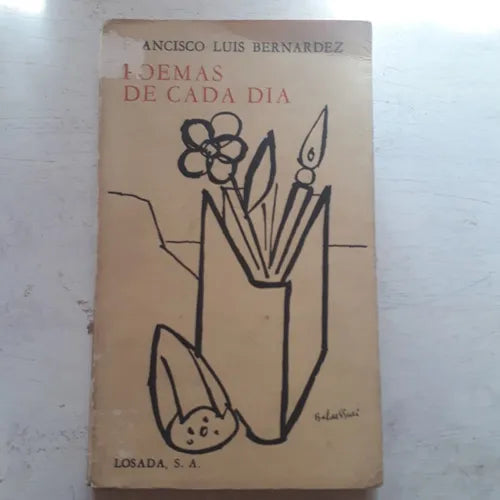 FRANCISCO LUIS BERNARDEZ
POEMAS
DE CADA DIA
LOSADA, S. A.